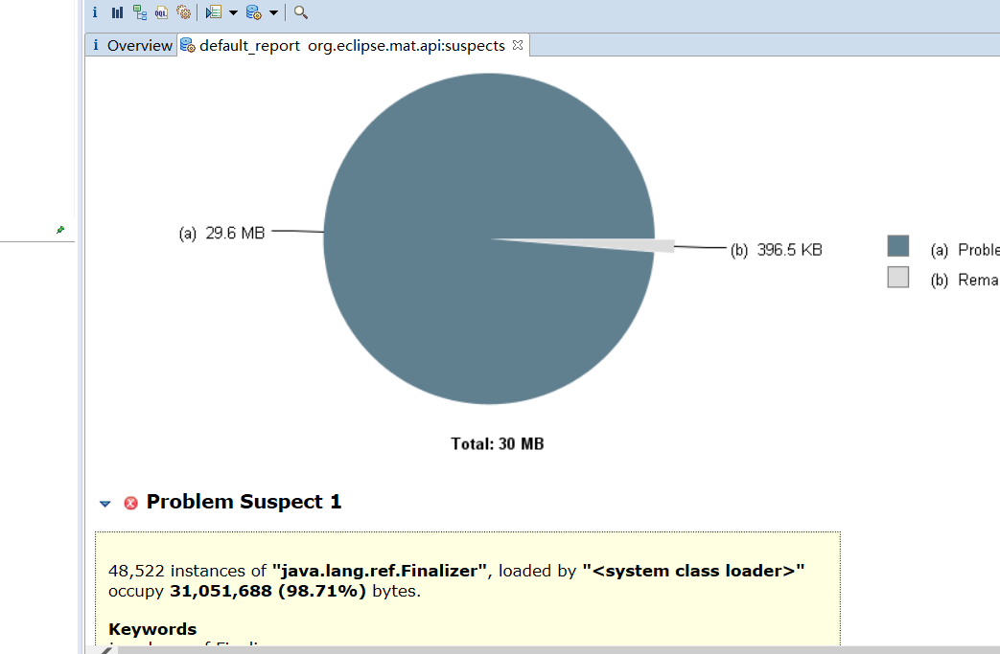 i Overview default_report org.eclipse.mat.api:suspects
(a) 29.6 MB
(b) 396.5 KB
(a) Proble
(b) Rema
Total: 30 MB
Problem Suspect 1
48,522 instances of "java.lang.ref.Finalizer", loaded by "<system class loader>"
occupy 31,051,688 (98.71%) bytes.
Keywords